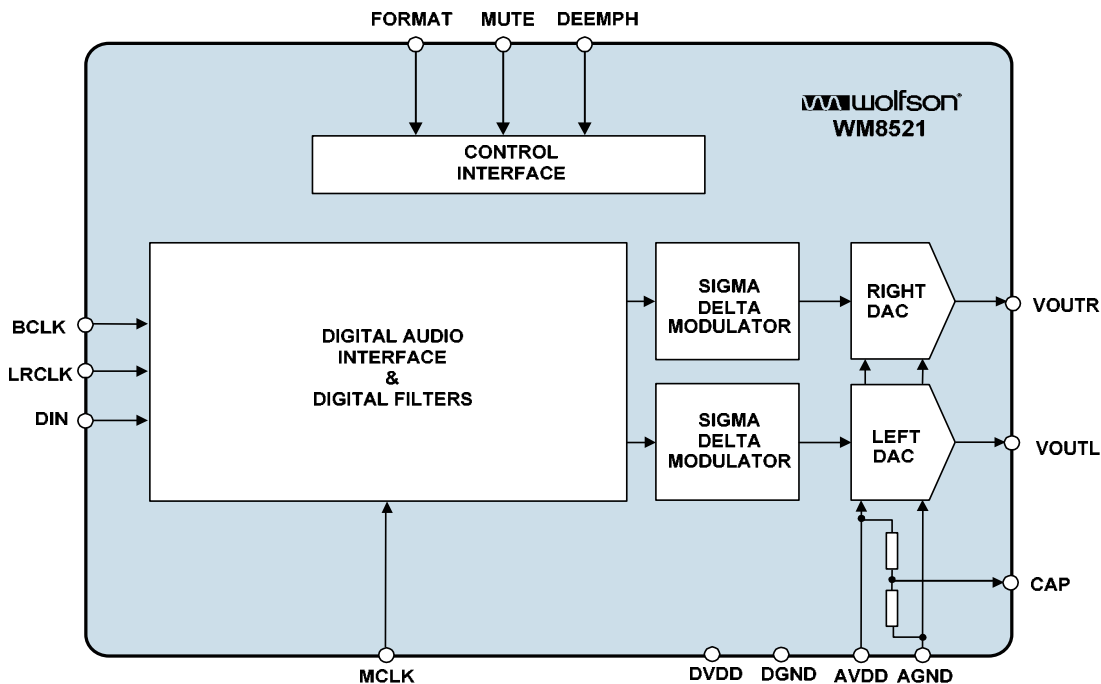 FORMAT MUTE DEEMPH
wolfson®
WM8521
CONTROL
INTERFACE
SIGMA
DELTA
MODULATOR
RIGHT
DAC
VOUTR
BCLK
LRCLK
DIN
DIGITAL AUDIO
INTERFACE
&
DIGITAL FILTERS
SIGMA
DELTA
MODULATOR
LEFT
DAC
VOUTL
CAP
MCLK
DVDD DGND AVDD AGND